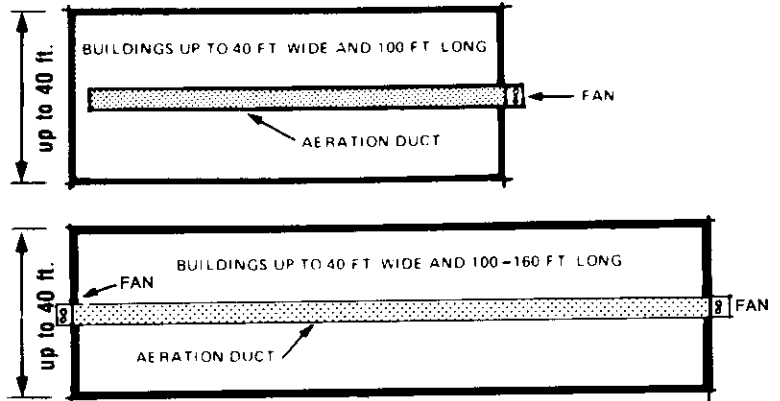 up to 40 ft.
BUILDINGS UP TO 40 FT WIDE AND 100 FT LONG
FAN
AERATION DUCT
up to 40 ft.
BUILDINGS UP TO 40 FT WIDE AND 100-160 FT LONG
FAN
FAN
AERATION DUCT